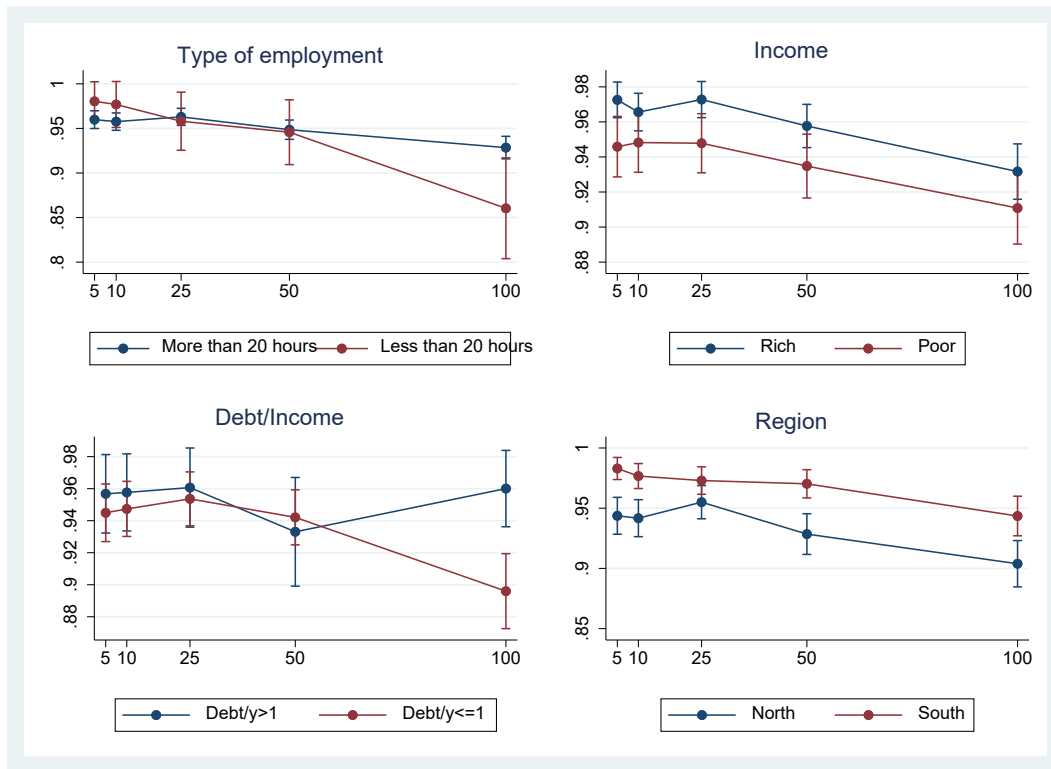 Type of employment
1
.95
.9
.85
.8
5 10 25 50 100
More than 20 hours Less than 20 hours
Income
.98
.96
.94
.92
.9
.88
5 10 25 50 100
Rich Poor
Debt/Income
.98
.96
.94
.92
.9
.88
5 10 25 50 100
Debt/y>1 Debt/y<=1
Region
1
.95
.9
.85
5 10 25 50 100
North South